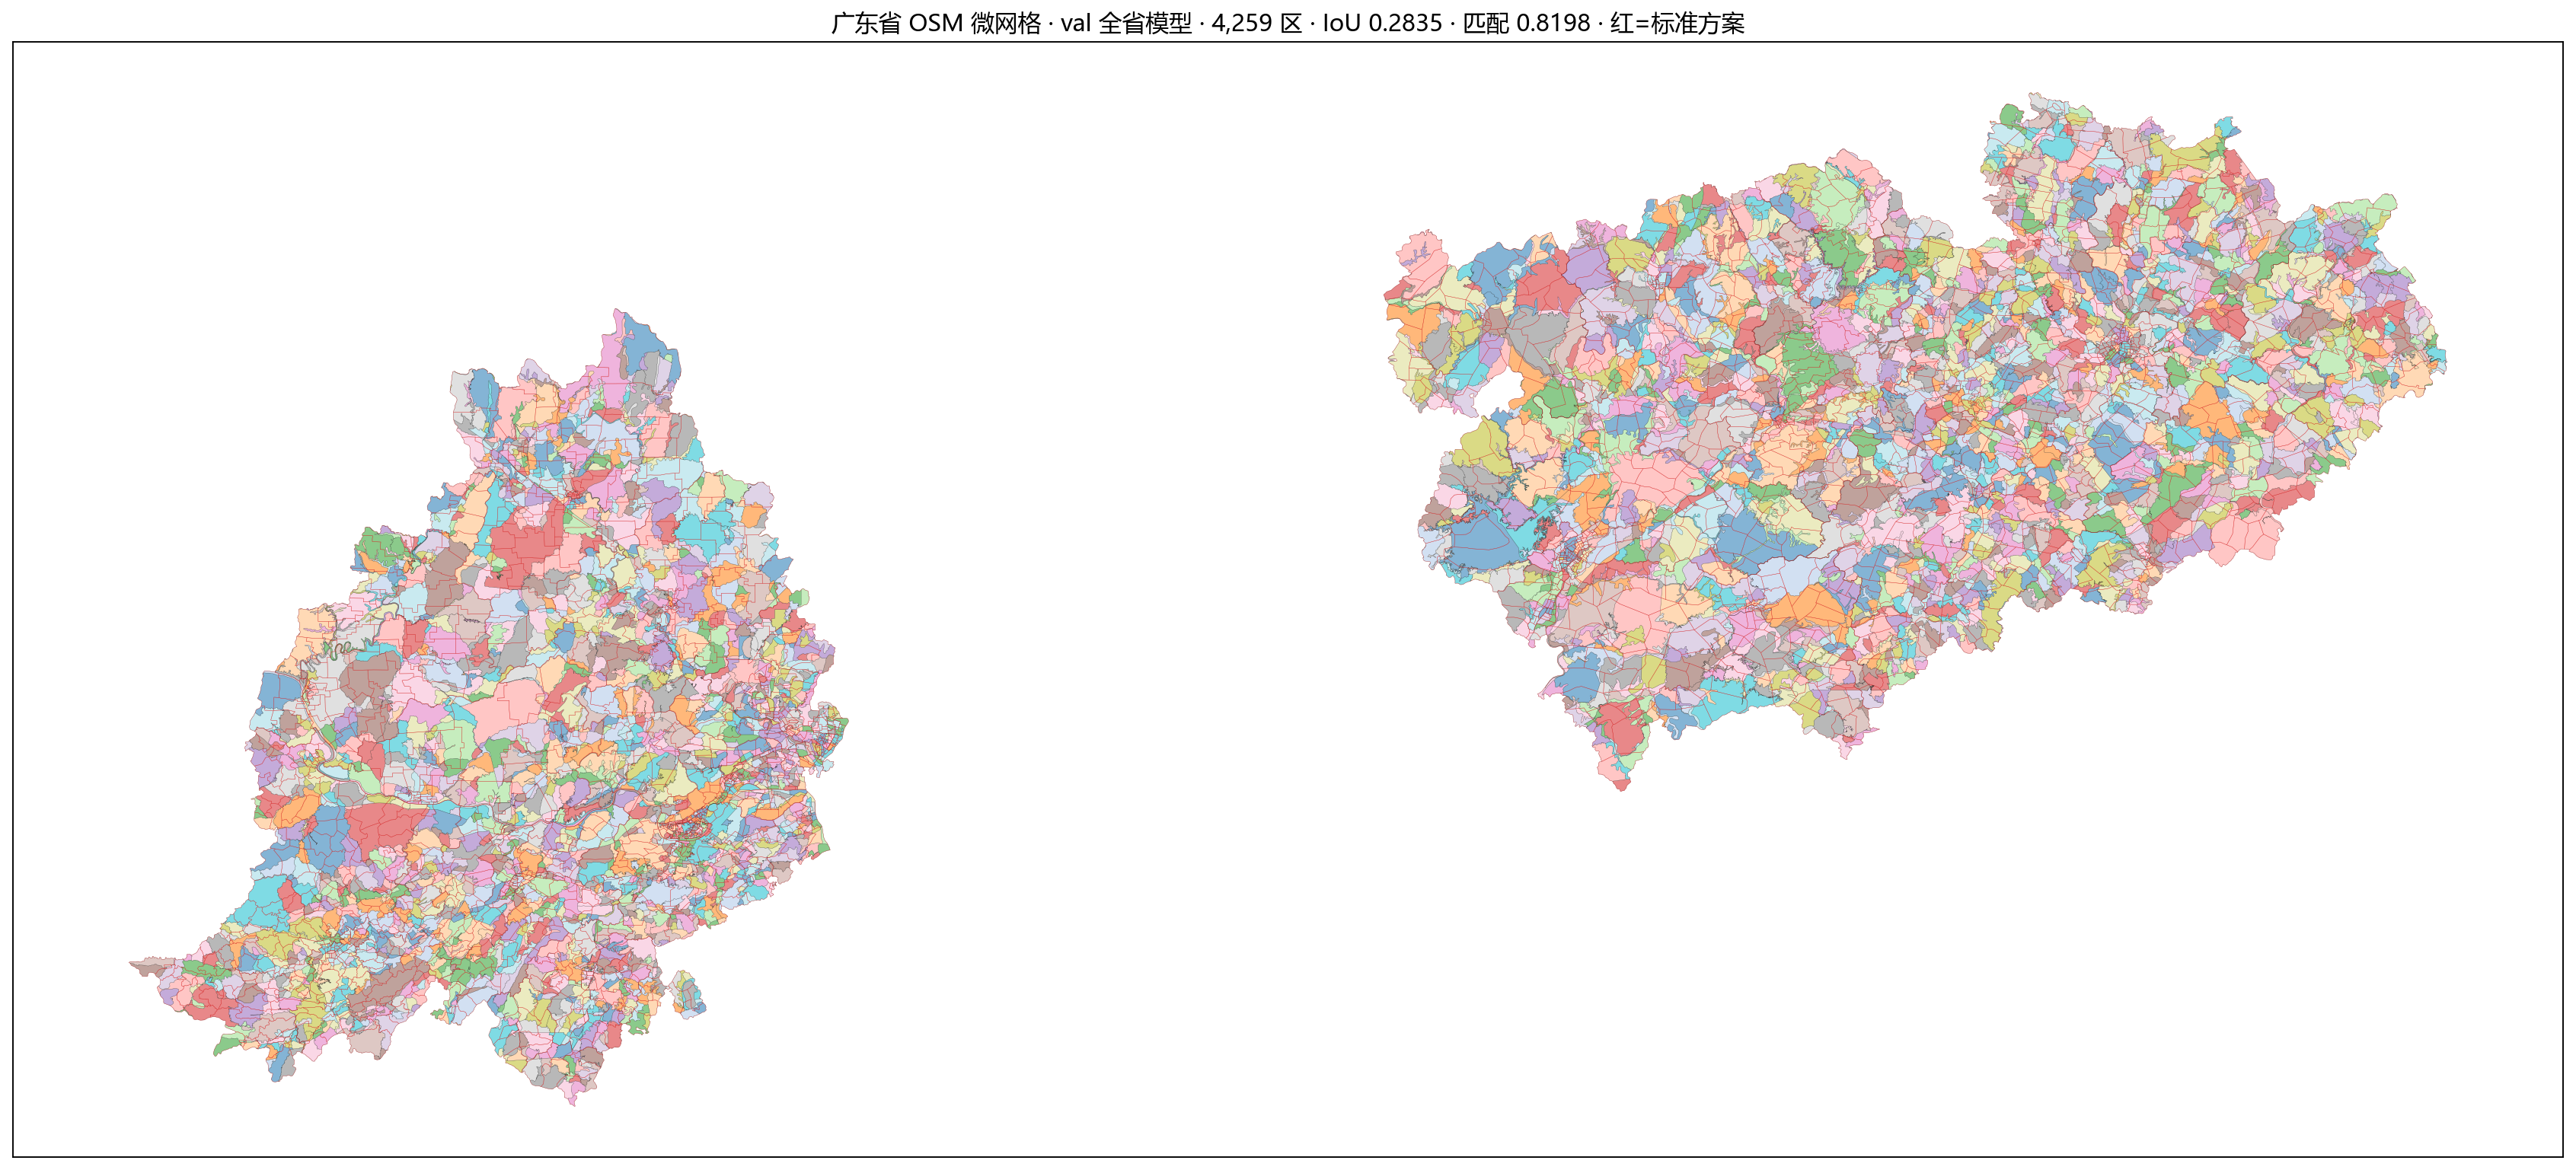 广东省 OSM 微网格 · val 全省模型 · 4,259 区 · IoU 0.2835 · 匹配 0.8198 · 红=标准方案